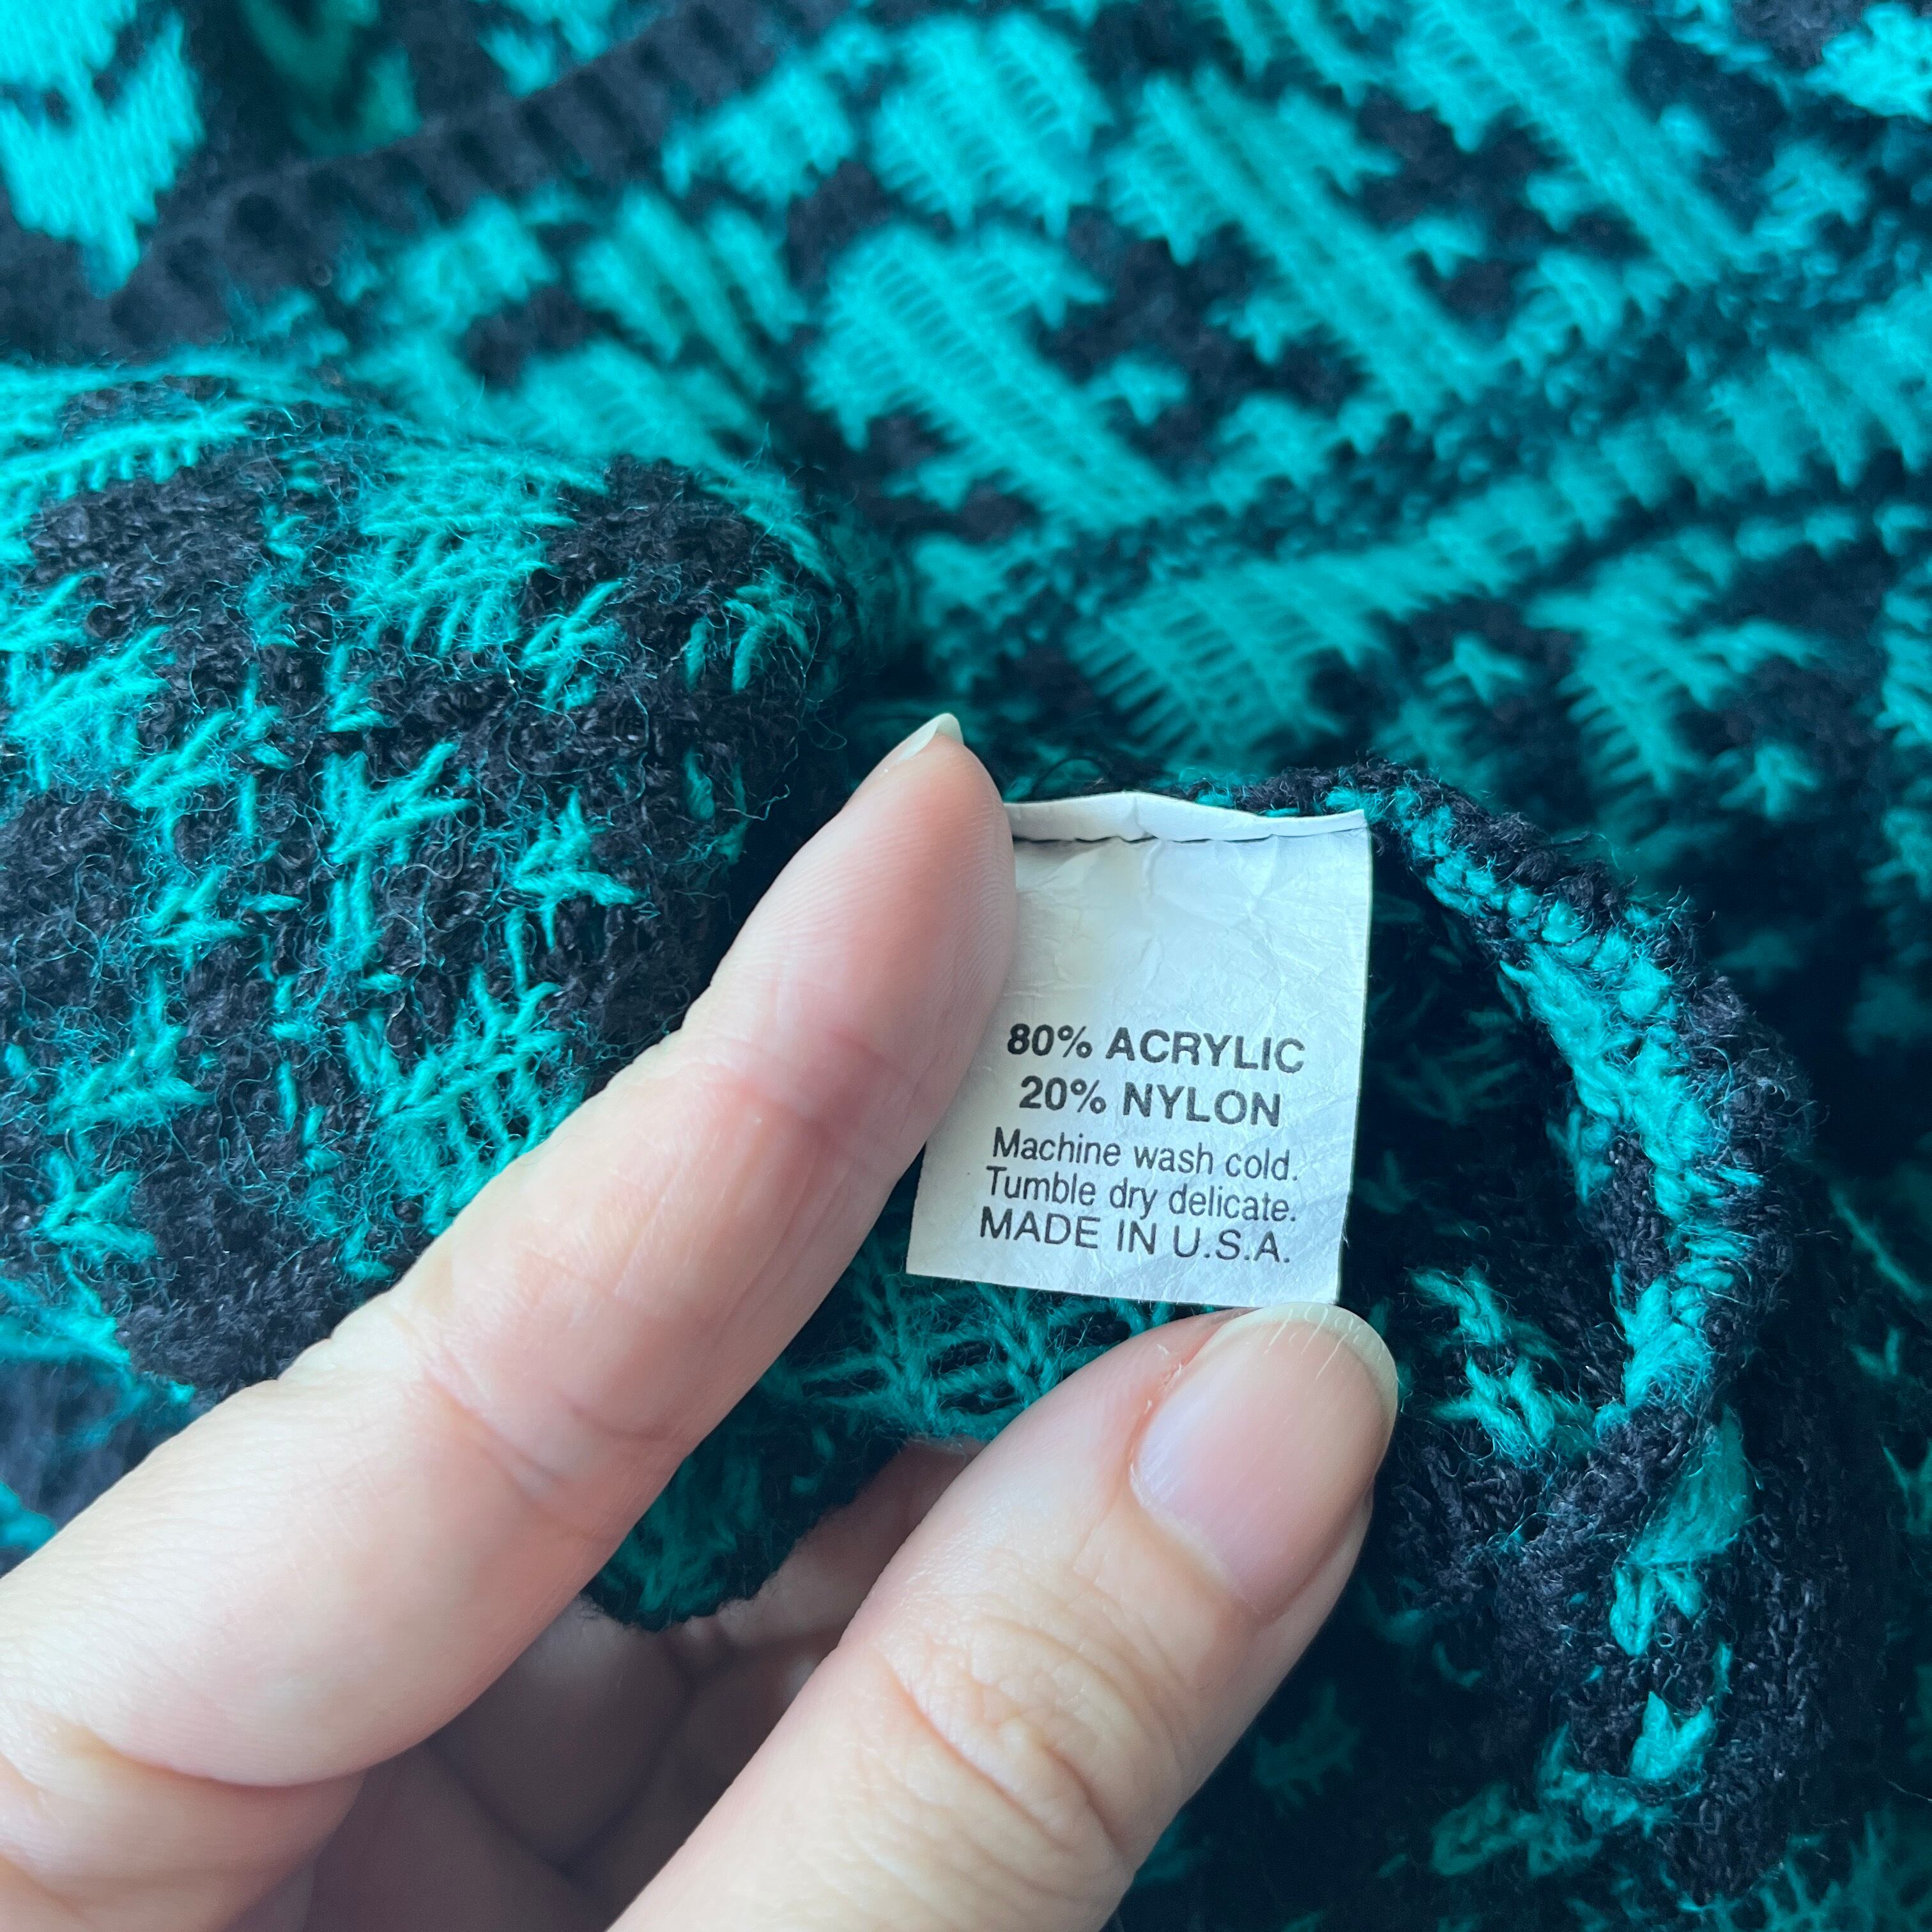 80% ACRYLIC
20% NYLON
Machine wash cold.
Tumble dry delicate.
MADE IN U.S.A.